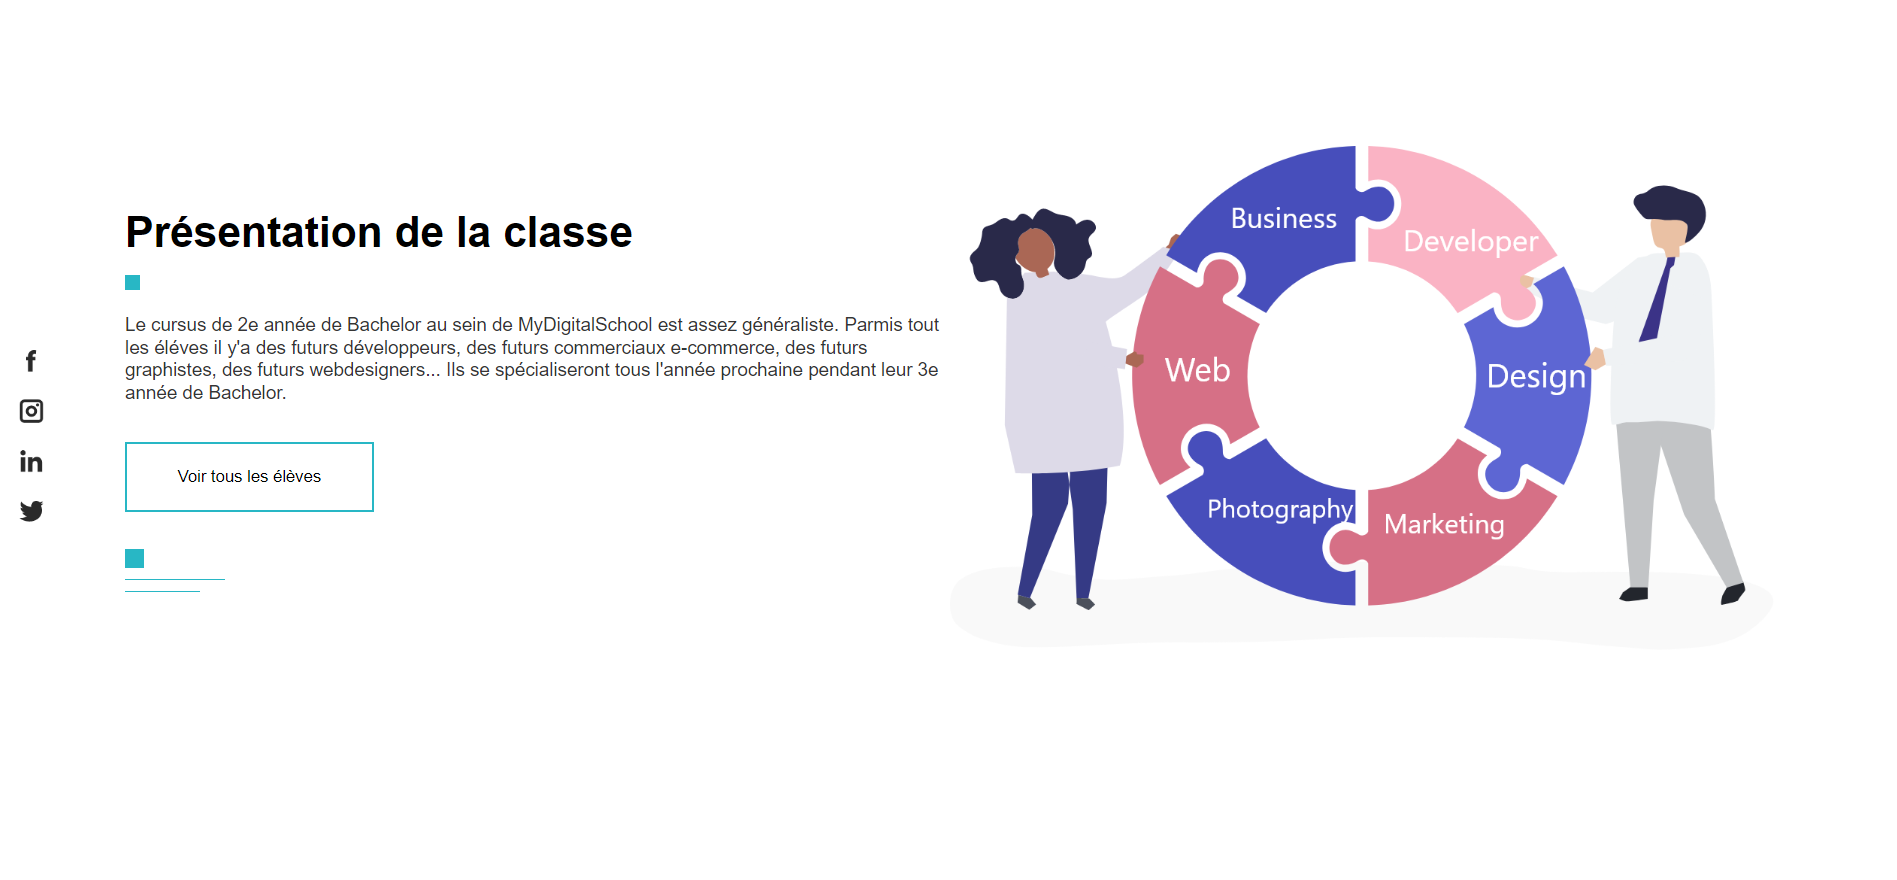 Présentation de la classe
Le cursus de 2e année de Bachelor au sein de MyDigitalSchool est assez généraliste. Parmis tout
les éléves il y'a des futurs développeurs, des futurs commerciaux e-commerce, des futurs
graphistes, des futurs webdesigners... Ils se spécialiseront tous l'année prochaine pendant leur 3e
année de Bachelor.
Voir tous les élèves
Business
Developer
Web
Design
Photography
Marketing